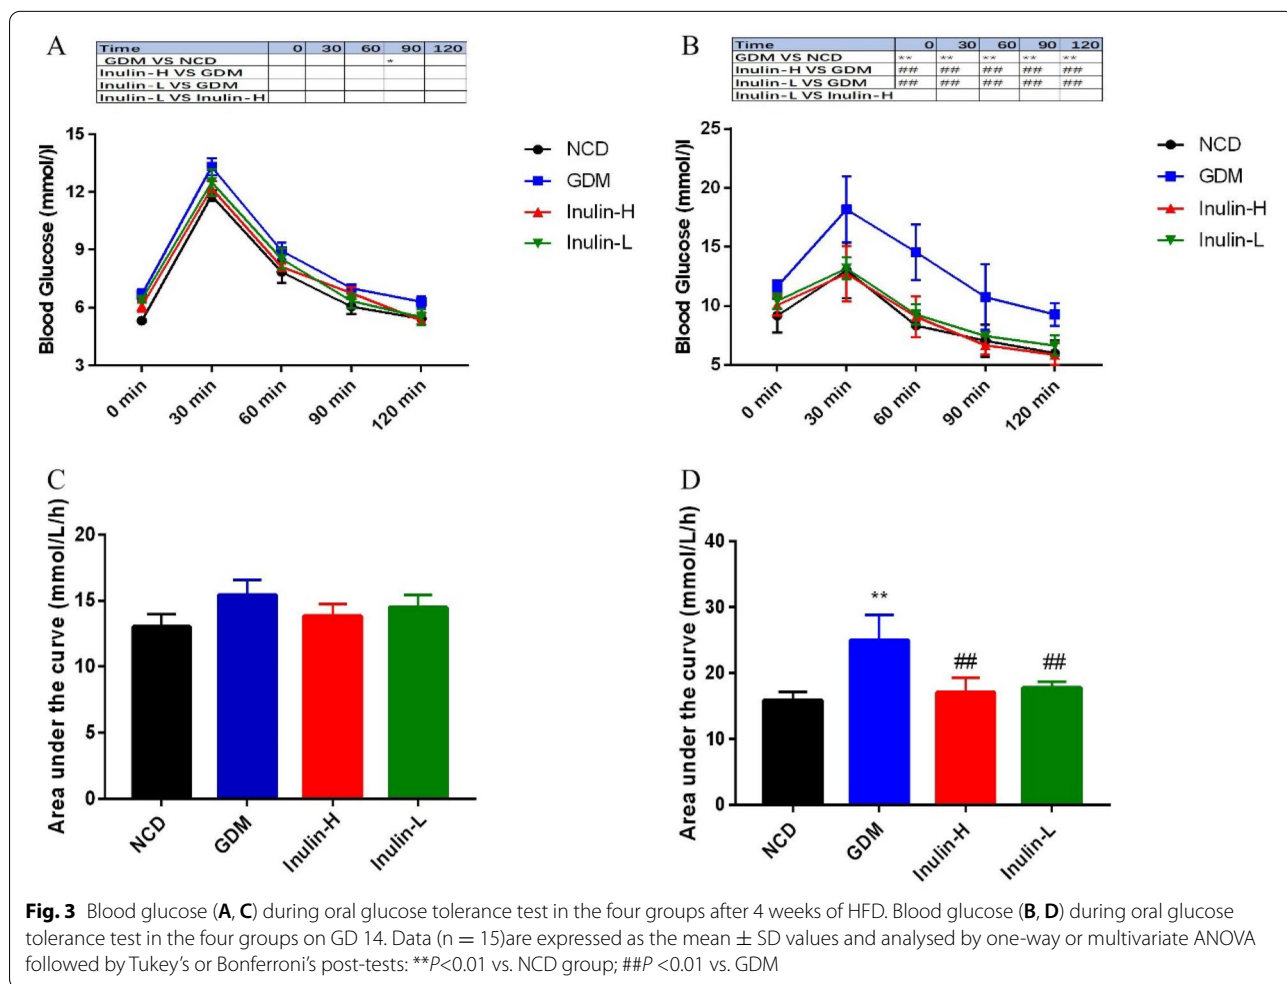 A
Time 0 30 60 90 120
GDM VS NCD *
Inulin-H VS GDM
Inulin-L VS GDM
Inulin-L VS Inulin-H
Blood Glucose (mmol/)l
15
12
9
6
3
0 min 30 min 60 min 90 min 120 min
NCD
GDM
Inulin-H
Inulin-L
B
Time 0 30 60 90 120
GDM VS NCD ** ** ** ** **
Inulin-H VS GDM ## ## ## ## ##
Inulin-L VS GDM ## ## ## ## ##
Inulin-L VS Inulin-H
Blood Glucose (mmol/)l
25
20
15
10
5
0 min 30 min 60 min 90 min 120 min
NCD
GDM
Inulin-H
Inulin-L
C
Area under the curve (mmol/L/h)
20
15
10
5
0
NCD GDM Inulin-H Inulin-L
D
Area under the curve (mmol/L/h)
40
30
20
10
0
** ## ##
NCD GDM Inulin-H Inulin-L
Fig. 3 Blood glucose (A, C) during oral glucose tolerance test in the four groups after 4 weeks of HFD. Blood glucose (B, D) during oral glucose
tolerance test in the four groups on GD 14. Data (n = 15)are expressed as the mean ± SD values and analysed by one-way or multivariate ANOVA
followed by Tukey's or Bonferroni's post-tests: **P<0.01 vs. NCD group; ##P <0.01 vs. GDM